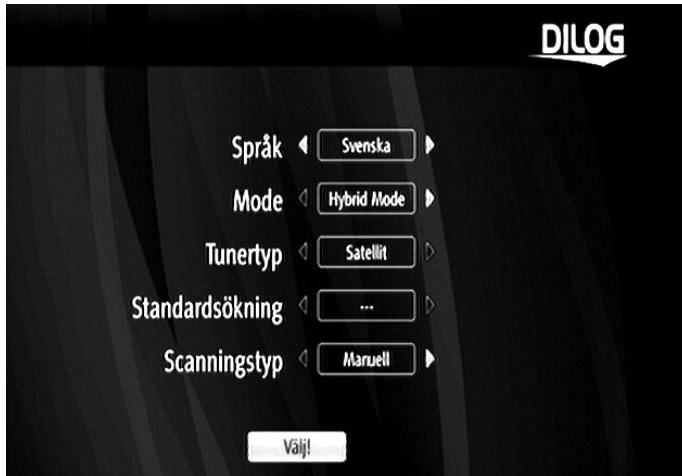 DILOG
Språk Svenska
Mode Hybrid Mode
Tunertyp Satellit
Standardsökning ---
Scanningstyp Manuell
Välj!